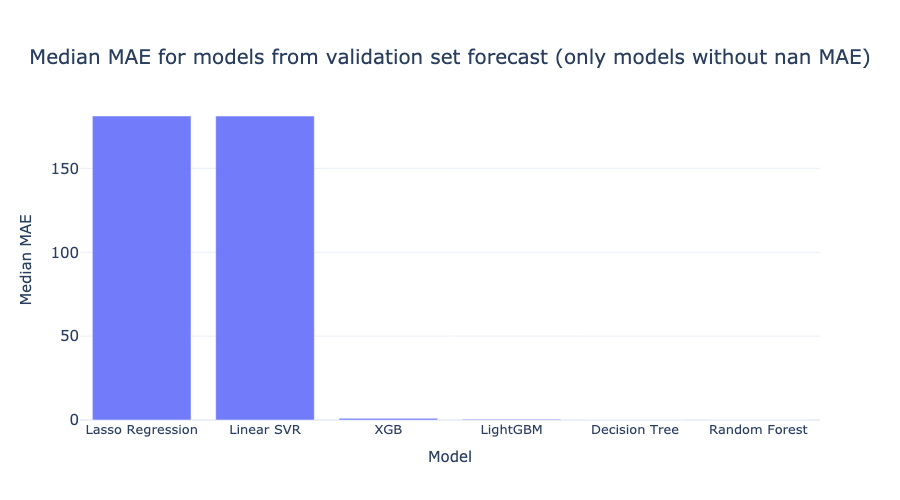 Median MAE for models from validation set forecast (only models without nan MAE)
Median MAE
150
100
50
0
Lasso Regression
Linear SVR
XGB
LightGBM
Decision Tree
Random Forest
Model